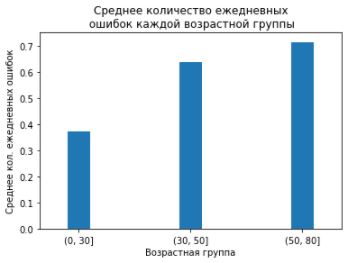 Среднее количество ежедневных
ошибок каждой возрастной группы
Среднее кол. ежедневных ошибок
0.7
0.6
0.5
0.4
0.3
0.2
0.1
0.0
(0, 30]
(30, 50]
(50, 80]
Возрастная группа